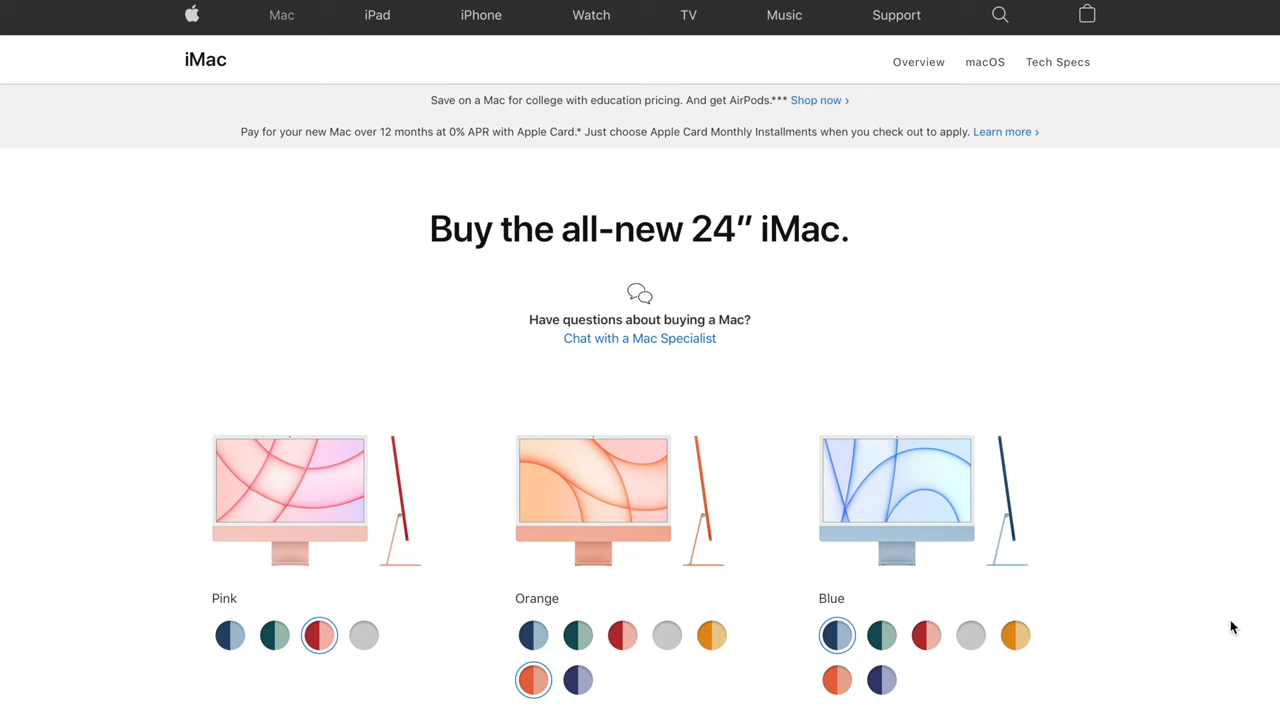 Mac iPad iPhone Watch TV Music Support
iMac
Overview macOS Tech Specs
Save on a Mac for college with education pricing. And get AirPods.*** Shop now ›
Pay for your new Mac over 12 months at 0% APR with Apple Card.* Just choose Apple Card Monthly Installments when you check out to apply. Learn more ›
Buy the all-new 24″ iMac.
Have questions about buying a Mac?
Chat with a Mac Specialist
Pink Orange Blue